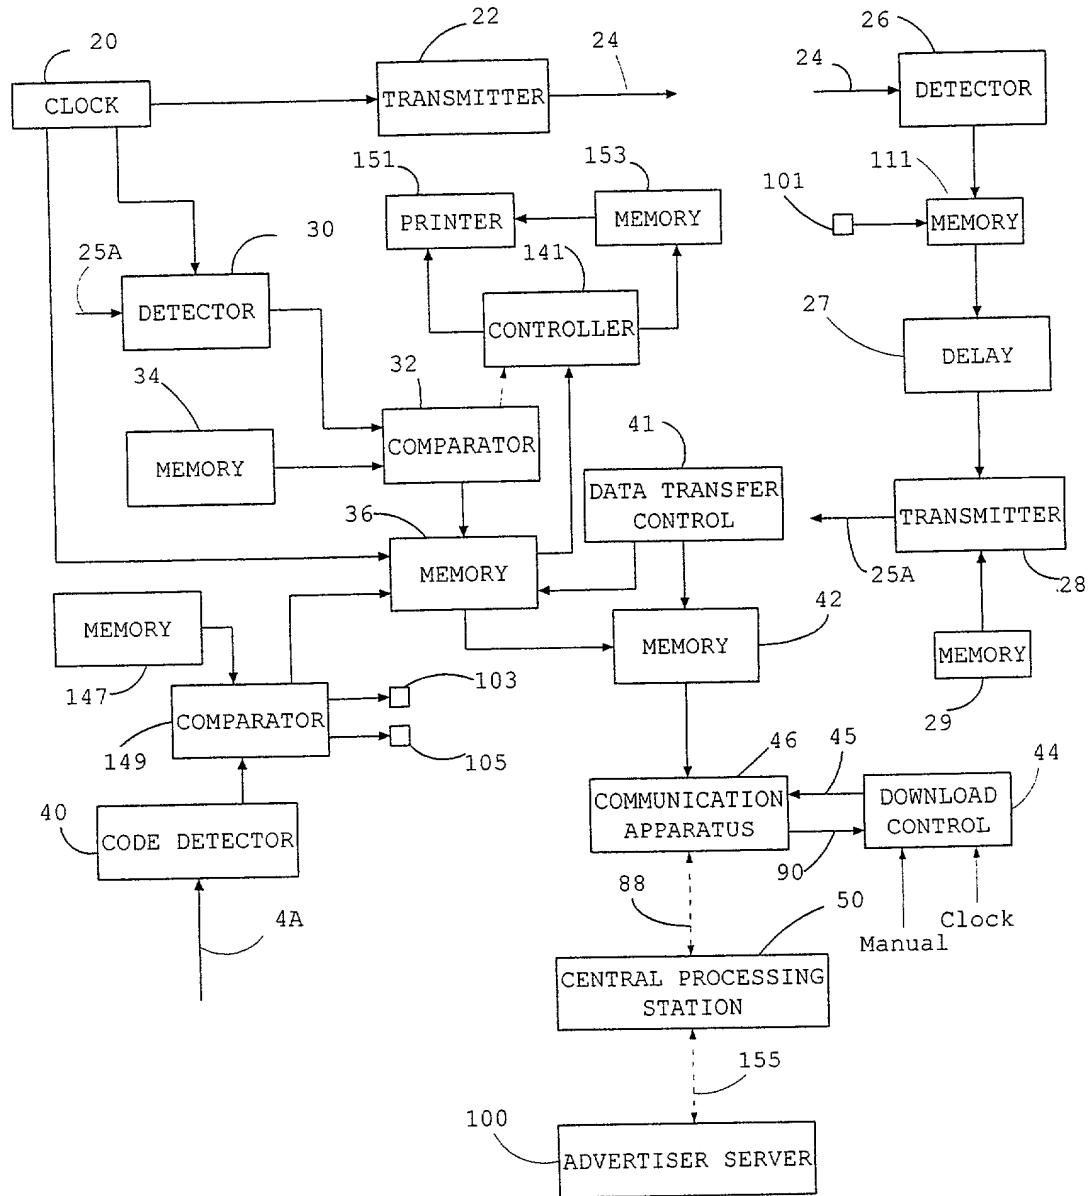 20
22
24
26
24
CLOCK
TRANSMITTER
DETECTOR
151
153
111
101
PRINTER
MEMORY
MEMORY
30
25A
141
DETECTOR
CONTROLLER
27
DELAY
34
32
MEMORY
COMPARATOR
41
DATA TRANSFER
CONTROL
36
TRANSMITTER
MEMORY
25A
.28
42
MEMORY
MEMORY
MEMORY
147
103
COMPARATOR
149
105
29
46
45
44
COMMUNICATION
APPARATUS
DOWNLOAD
CONTROL
40
CODE DETECTOR
90
88
50
4A
Clock
Manual
CENTRAL PROCESSING
STATION
155
100
ADVERTISER SERVER